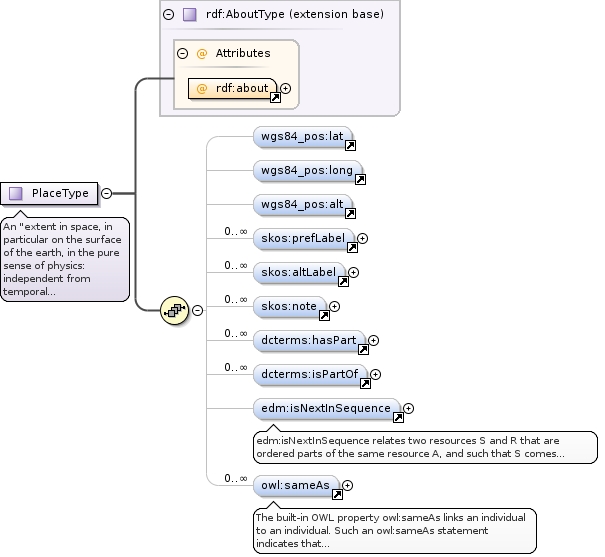 rdf:AboutType (extension base)
@ Attributes
@ rdf:about
PlaceType
An "extent in space, in
particular on the surface
of the earth, in the pure
sense of physics:
independent from
temporal...
wgs84_pos:lat
wgs84_pos:long
wgs84_pos:alt
0..∞ skos:prefLabel
0..∞ skos:altLabel
0..∞ skos:note
0..∞ dcterms:hasPart
0..∞ dcterms:isPartOf
edm:isNextInSequence
edm:isNextInSequence relates two resources S and R that are
ordered parts of the same resource A, and such that S comes...
0..∞ owl:sameAs
The built-in OWL property owl:sameAs links an individual
to an individual. Such an owl:sameAs statement
indicates that...